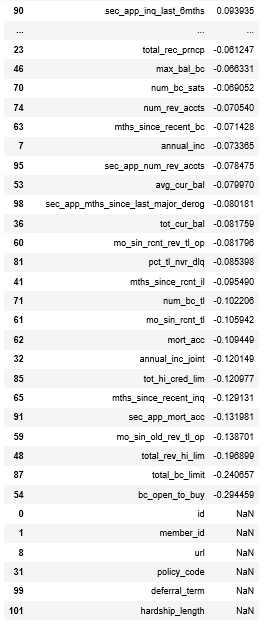 90 sec_app_inq_last_6mths 0.093935
... ... ...
23 total_rec_prncp -0.061247
46 max_bal_bc -0.066331
70 num_bc_sats -0.069052
74 num_rev_accts -0.070540
63 mths_since_recent_bc -0.071428
7 annual_inc -0.073365
95 sec_app_num_rev_accts -0.078475
53 avg_cur_bal -0.079970
98 sec_app_mths_since_last_major_derog -0.080181
36 tot_cur_bal -0.081759
60 mo_sin_rcnt_rev_tl_op -0.081796
81 pct_tl_nvr_dlq -0.085398
41 mths_since_rcnt_il -0.095490
71 num_bc_tl -0.102206
61 mo_sin_rcnt_tl -0.105942
62 mort_acc -0.109449
32 annual_inc_joint -0.120149
85 tot_hi_cred_lim -0.120977
65 mths_since_recent_inq -0.129131
91 sec_app_mort_acc -0.131981
59 mo_sin_old_rev_tl_op -0.138701
48 total_rev_hi_lim -0.196899
87 total_bc_limit -0.240657
54 bc_open_to_buy -0.294459
0 id NaN
1 member_id NaN
8 url NaN
31 policy_code NaN
99 deferral_term NaN
101 hardship_length NaN